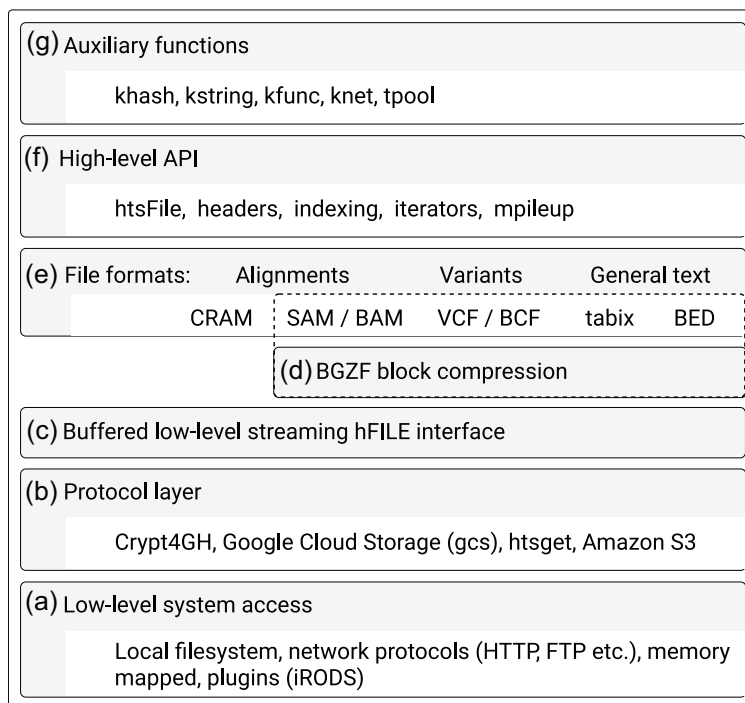 (g) Auxiliary functions
khash, kstring, kfunc, knet, tpool
(f) High-level API
htsFile, headers, indexing, iterators, mpileup
(e) File formats: Alignments Variants General text
CRAM SAM / BAM VCF / BCF tabix BED
(d) BGZF block compression
(c) Buffered low-level streaming hFILE interface
(b) Protocol layer
Crypt4GH, Google Cloud Storage (gcs), htsget, Amazon S3
(a) Low-level system access
Local filesystem, network protocols (HTTP, FTP etc.), memory
mapped, plugins (iRODS)